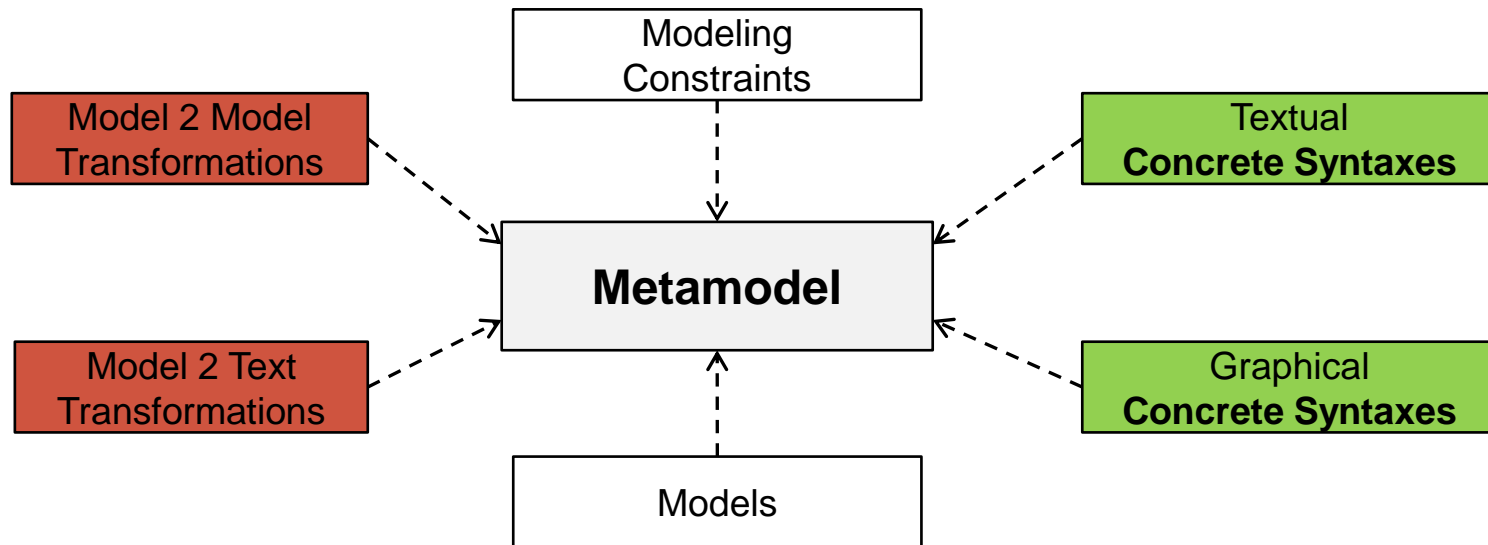 Modeling
Constraints
Model 2 Model
Transformations
Textual
Concrete Syntaxes
Metamodel
Model 2 Text
Transformations
Graphical
Concrete Syntaxes
Models